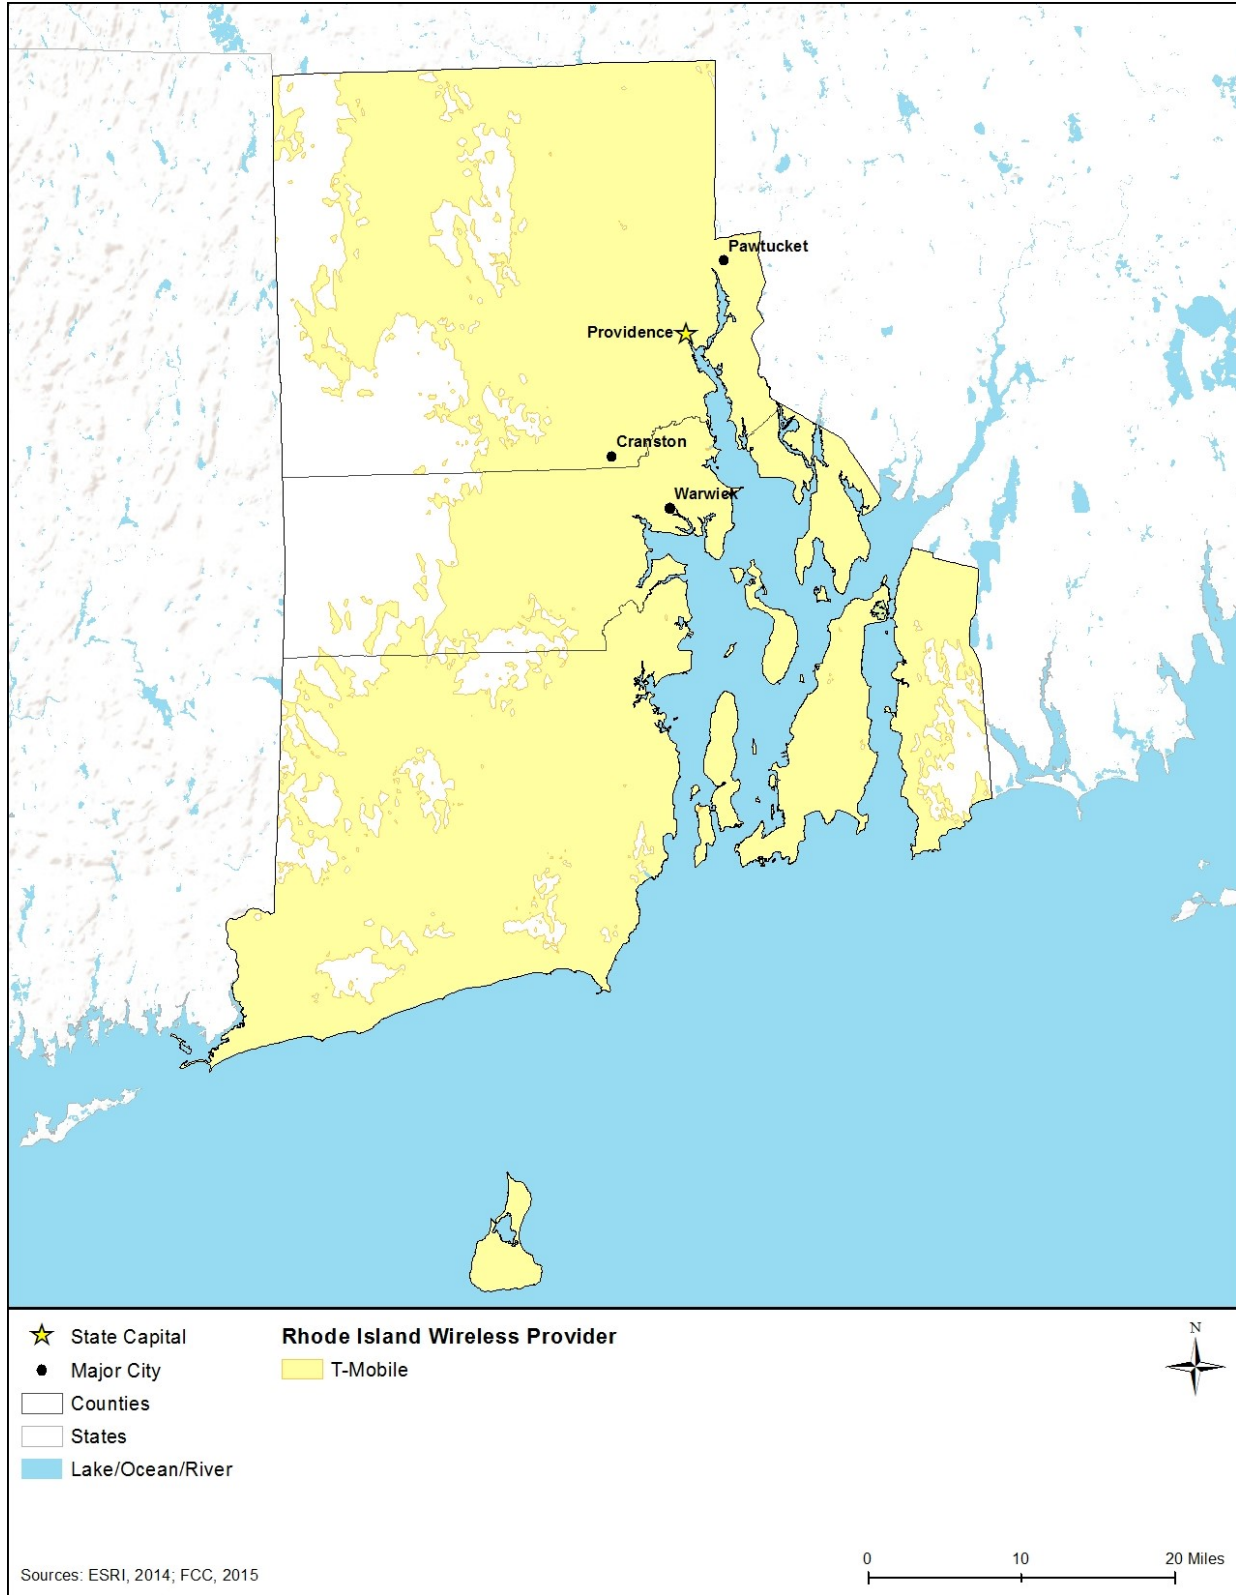 Pawtucket
Providence
Cranston
Warwick
State Capital
Major City
Counties
States
Lake/Ocean/River
Rhode Island Wireless Provider
T-Mobile
N
Sources: ESRI, 2014; FCC, 2015
0 10 20 Miles